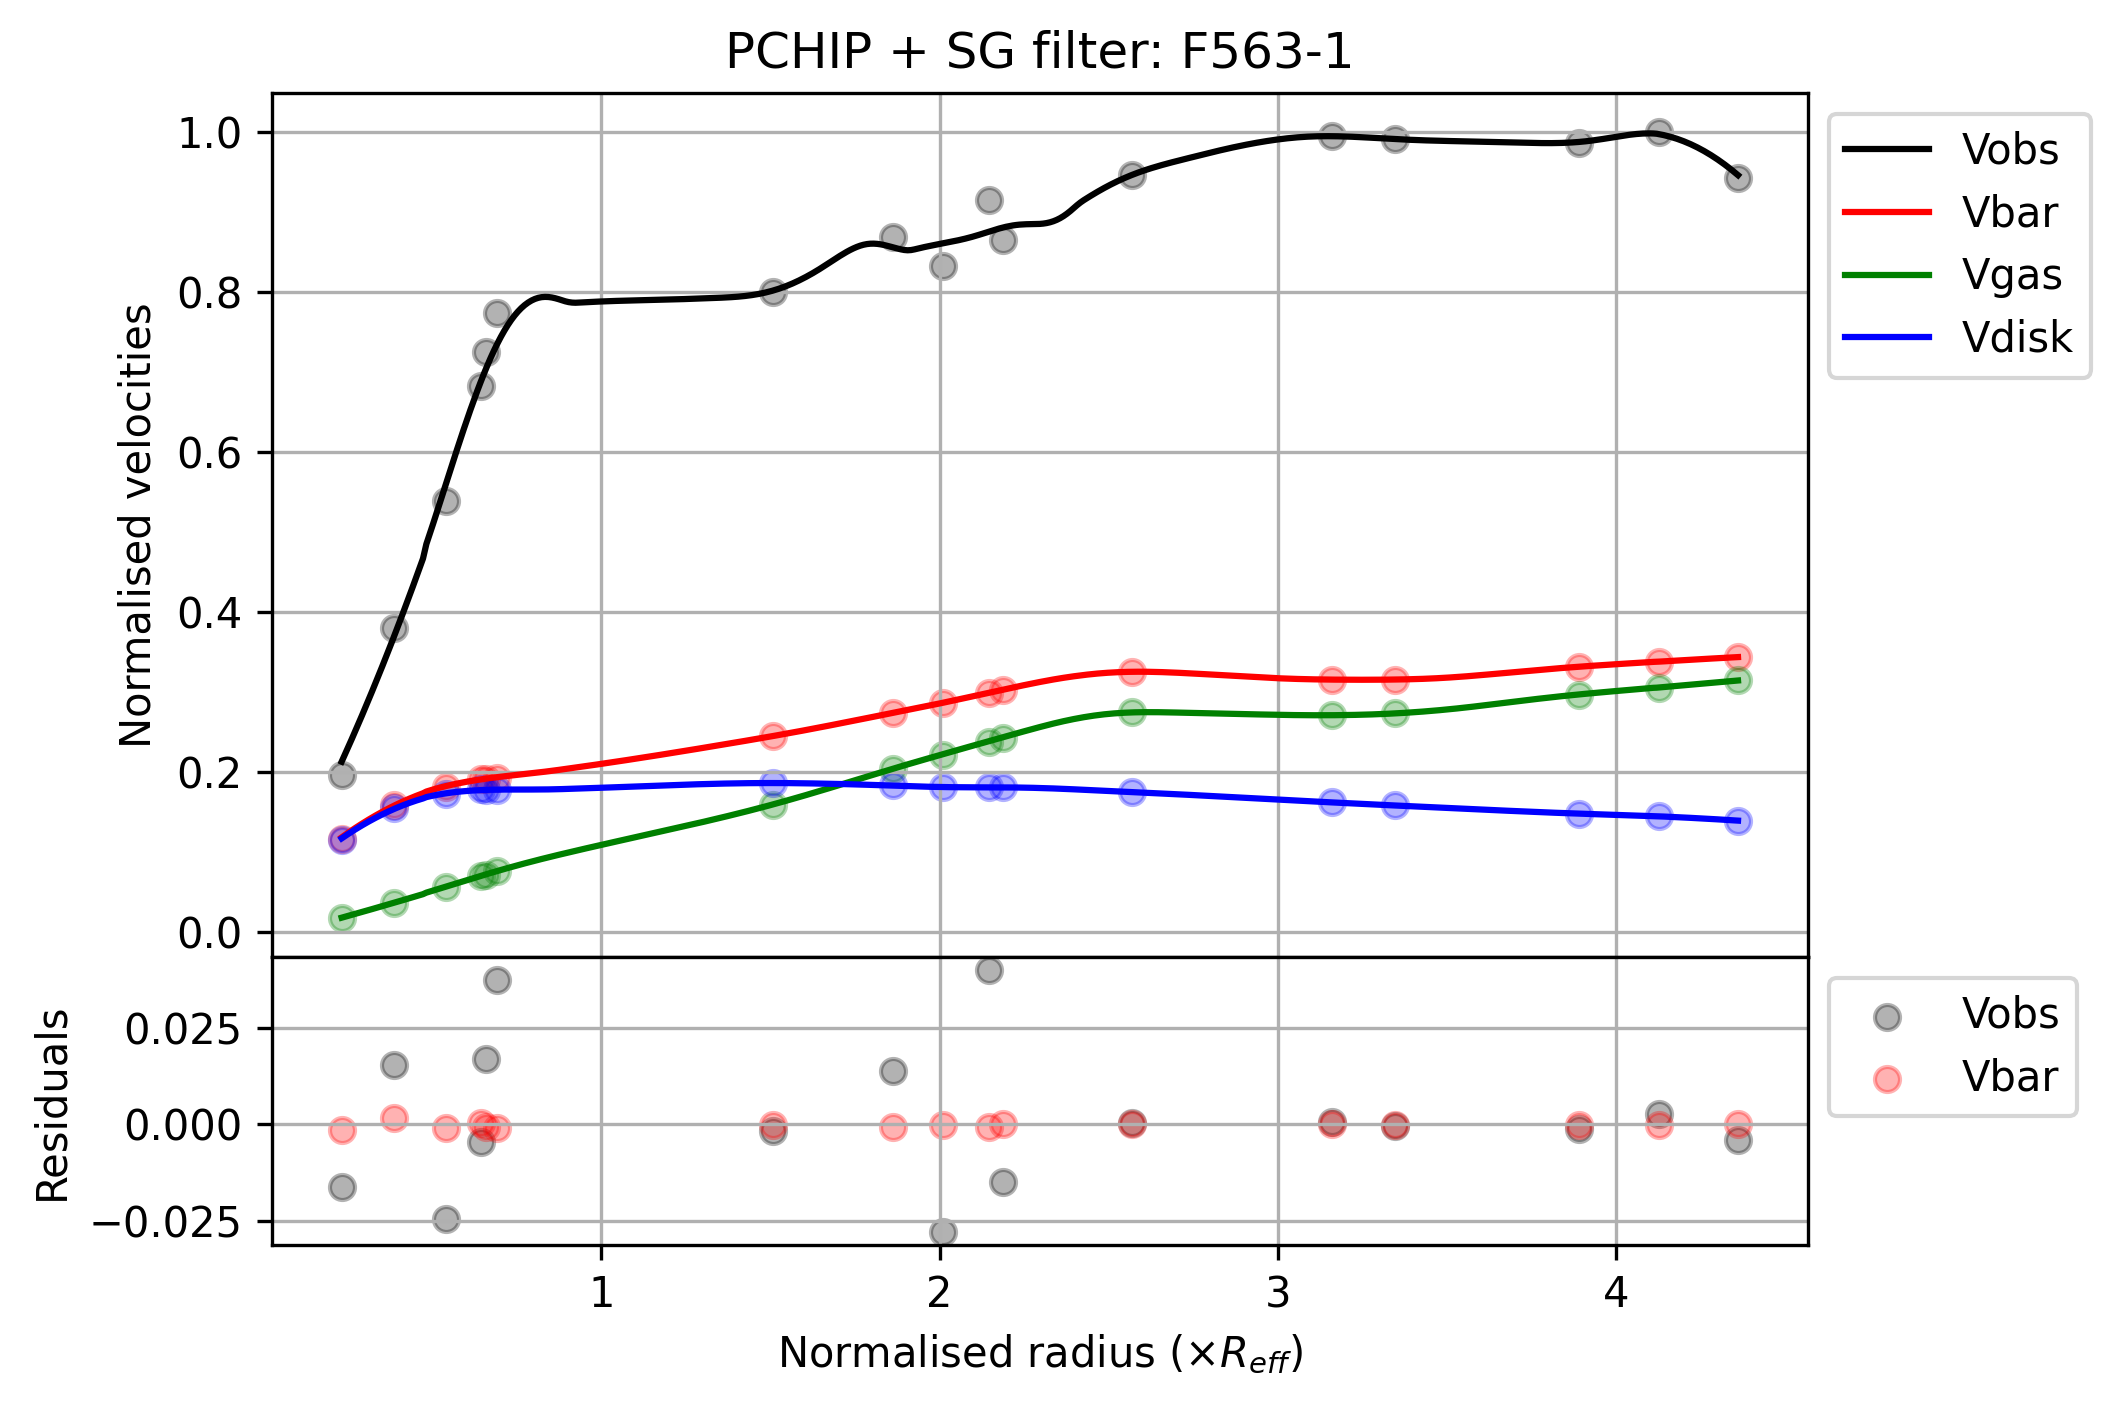 PCHIP + SG filter: F563-1
Normalised velocities
1.0
0.8
0.6
0.4
0.2
0.0
Vobs
Vbar
Vgas
Vdisk
Residuals
0.025
0.000
−0.025
Vobs
Vbar
1 2 3 4
Normalised radius (×R_eff)